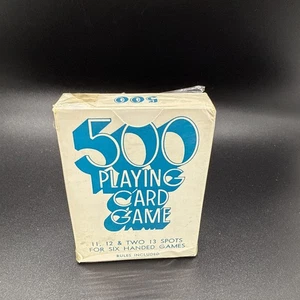 500
500
PLAYING
CARD
GAME
11, 12 & TWO 13 SPOTS
FOR SIX HANDED GAMES
RULES INCLUDED